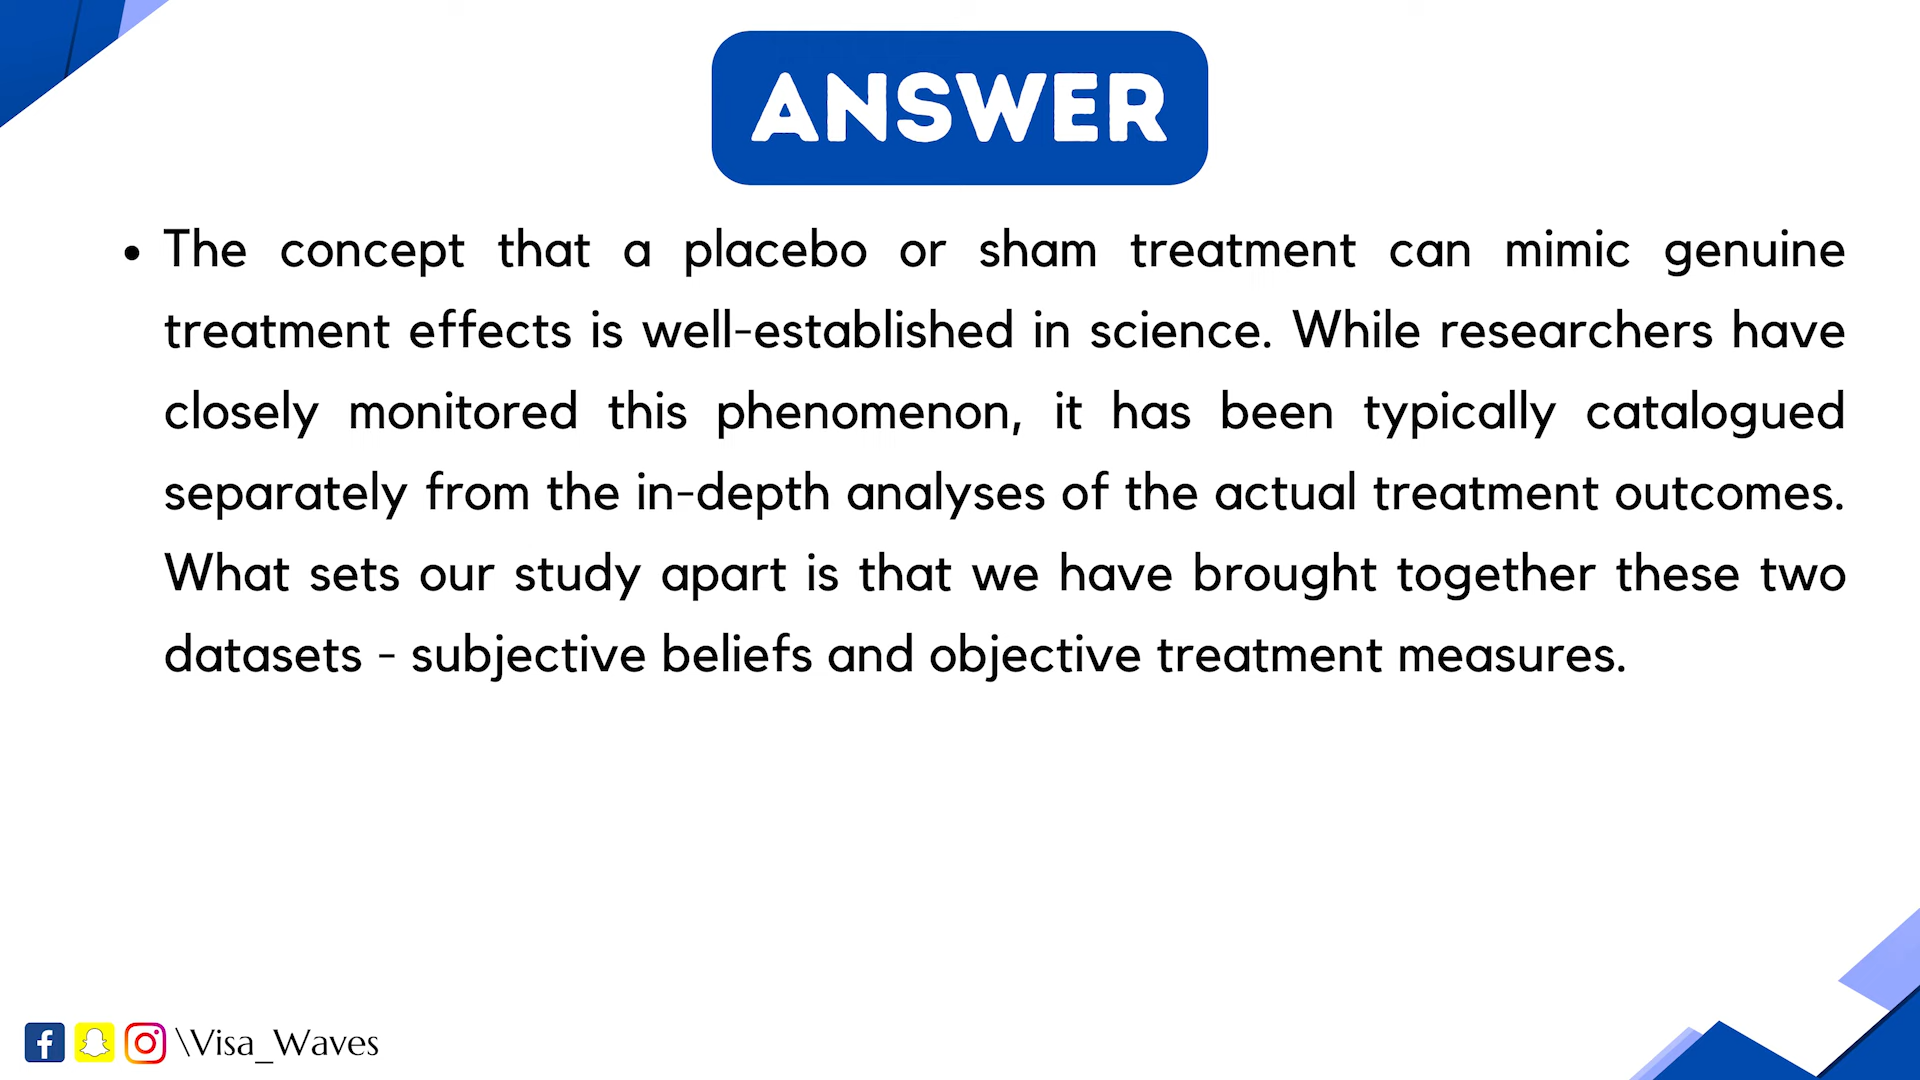 ANSWER
• The concept that a placebo or sham treatment can mimic genuine
treatment effects is well-established in science. While researchers have
closely monitored this phenomenon, it has been typically catalogued
separately from the in-depth analyses of the actual treatment outcomes.
What sets our study apart is that we have brought together these two
datasets - subjective beliefs and objective treatment measures.
\Visa_Waves